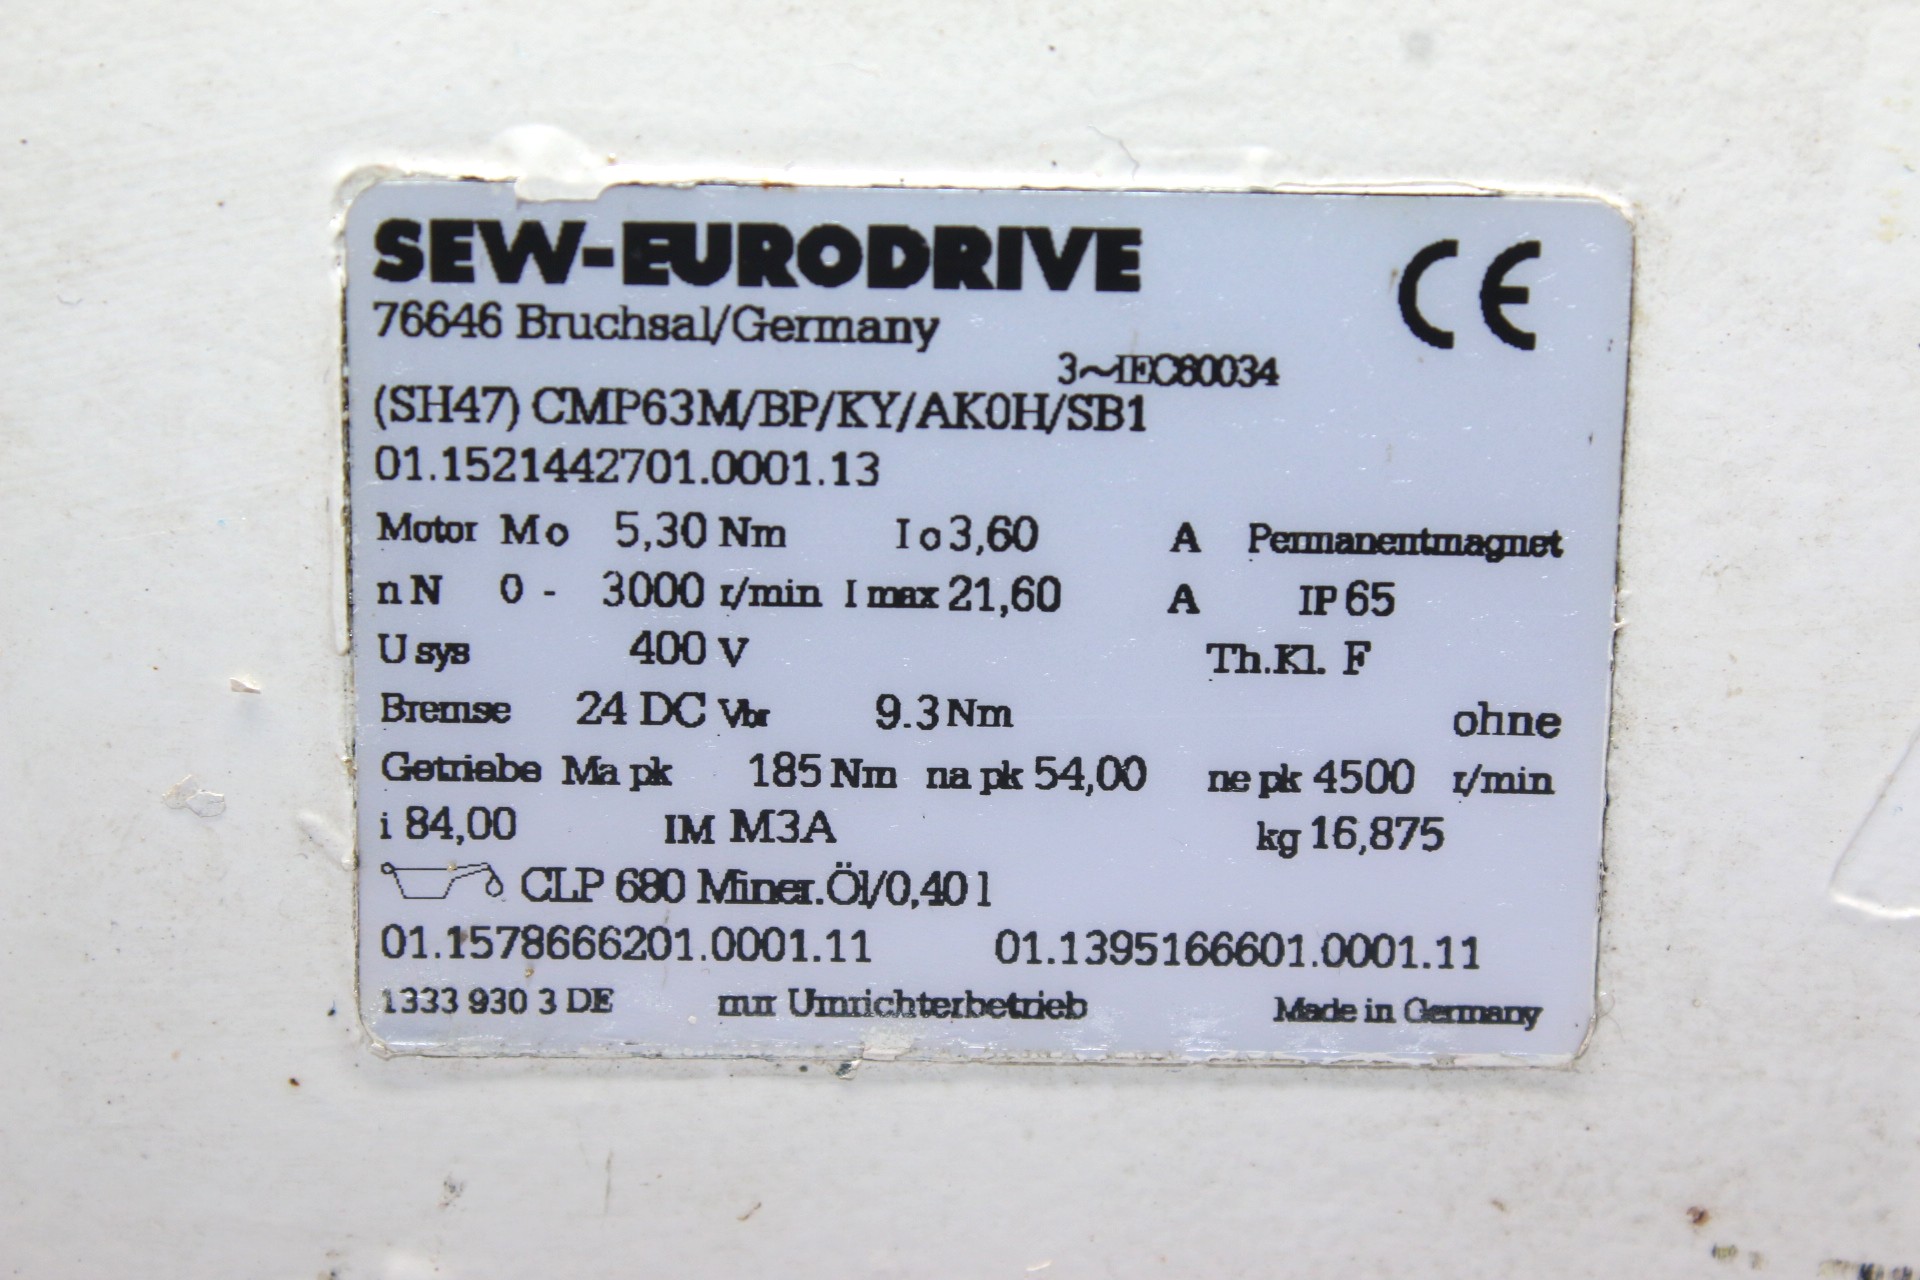 SEW-EURODRIVE CE
76646 Bruchsal/Germany
3~IEC60034
(SH47) CMP63M/BP/KY/AK0H/SB1
01.1521442701.0001.13
Motor Mo 5,30 Nm Io 3,60 A Permanentmagnet
nN 0 - 3000 r/min I max 21,60 A IP 65
U sys 400 V Th.Kl. F
Bremse 24 DC Vbr 9.3 Nm ohne
Getriebe Ma pk 185 Nm na pk 54,00 ne pk 4500 r/min
i 84,00 IM M3A kg 16,875
CLP 680 Miner.Öl/0,40 l
01.1578666201.0001.11 01.1395166601.0001.11
1333 930 3 DE nur Umrichterbetrieb Made in Germany